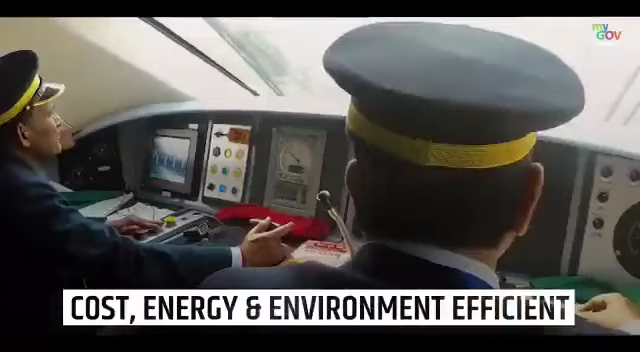 my
GOV
COST, ENERGY & ENVIRONMENT EFFICIENT